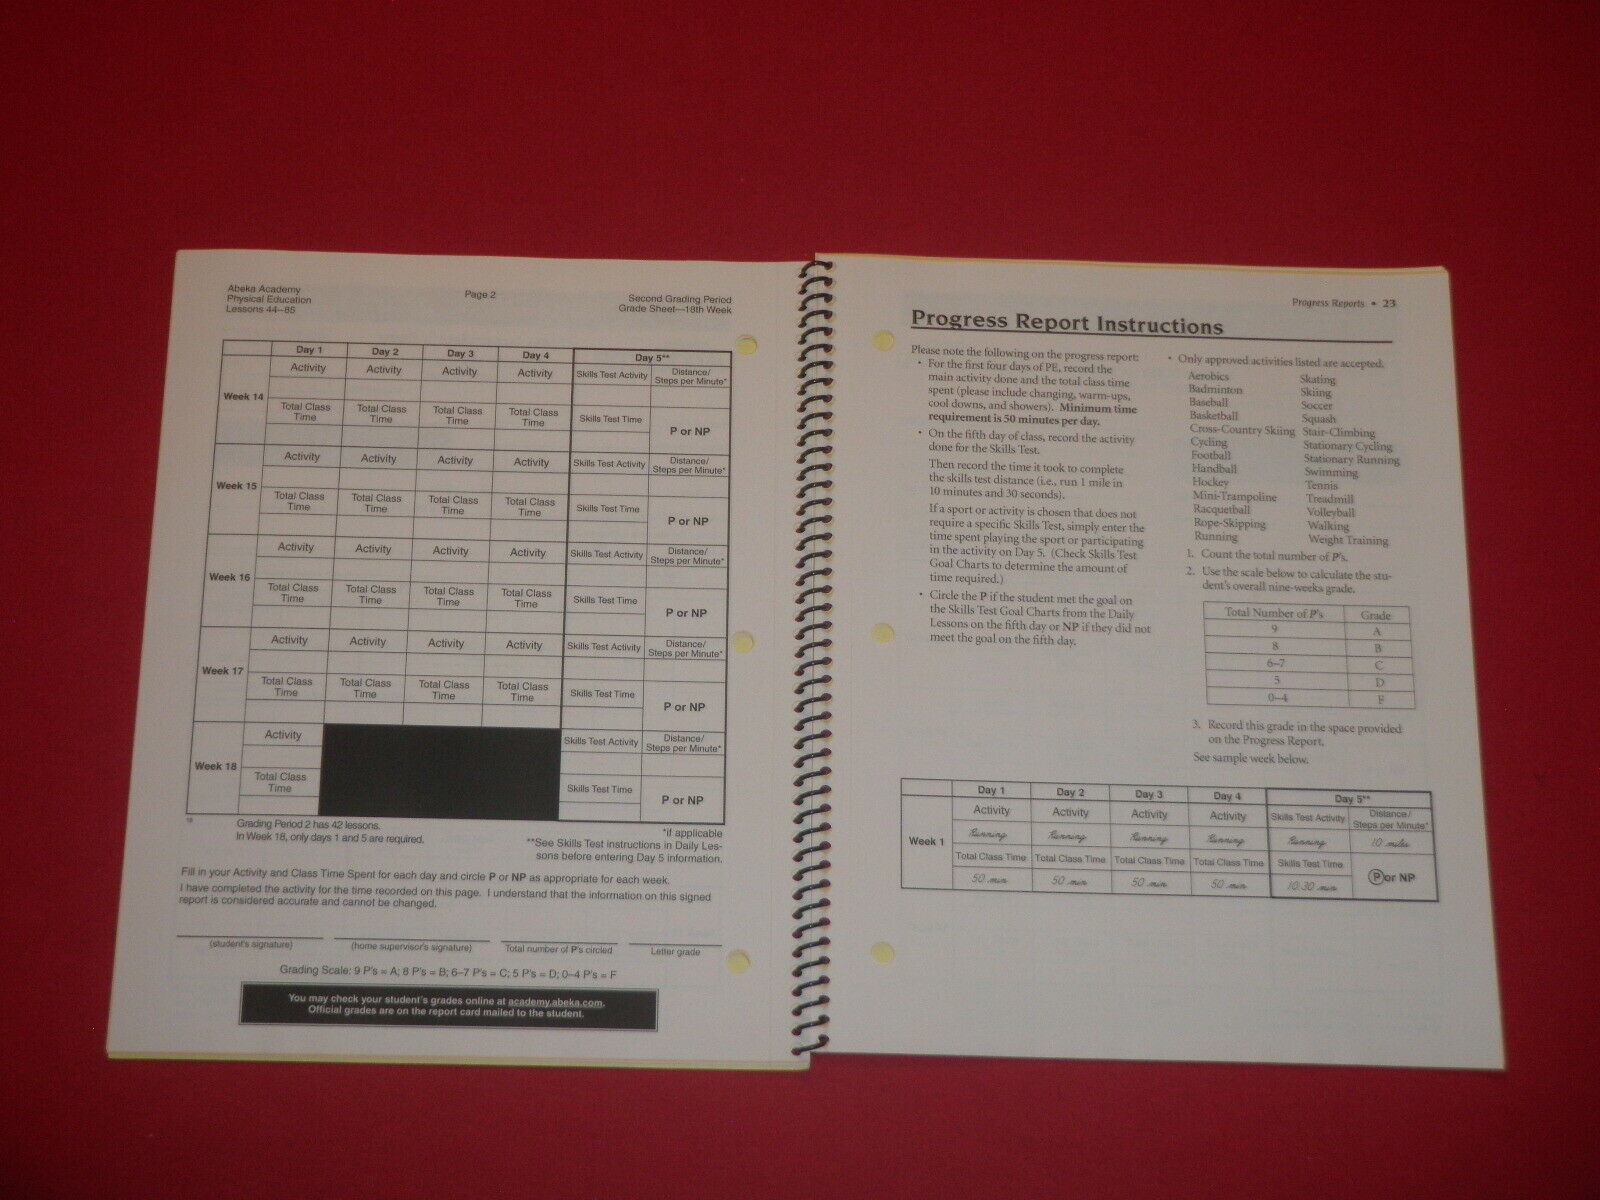 Abeka Academy
Physical Education
Lessons 44–85
Page 2
Second Grading Period
Grade Sheet—18th Week
Day 1 Day 2 Day 3 Day 4 Day 5**
Week 14
Activity Activity Activity Activity Skills Test Activity Distance/
Steps per Minute*
Total Class
Time Total Class
Time Total Class
Time Total Class
Time Skills Test Time P or NP
Week 15
Activity Activity Activity Activity Skills Test Activity Distance/
Steps per Minute*
Total Class
Time Total Class
Time Total Class
Time Total Class
Time Skills Test Time P or NP
Week 16
Activity Activity Activity Activity Skills Test Activity Distance/
Steps per Minute*
Total Class
Time Total Class
Time Total Class
Time Total Class
Time Skills Test Time P or NP
Week 17
Activity Activity Activity Activity Skills Test Activity Distance/
Steps per Minute*
Total Class
Time Total Class
Time Total Class
Time Total Class
Time Skills Test Time P or NP
Week 18
Activity Skills Test Activity Distance/
Steps per Minute*
Total Class
Time Skills Test Time P or NP
Grading Period 2 has 42 lessons.
In Week 18, only days 1 and 5 are required.
*if applicable
**See Skills Test instructions in Daily Les-
sons before entering Day 5 information.
Fill in your Activity and Class Time Spent for each day and circle P or NP as appropriate for each week.
I have completed the activity for the time recorded on this page. I understand that the information on this signed
report is considered accurate and cannot be changed.
(student's signature) (home supervisor's signature) Total number of P's circled Letter grade
Grading Scale: 9 P's = A; 8 P's = B; 6–7 P's = C; 5 P's = D; 0–4 P's = F
You may check your student's grades online at academy.abeka.com.
Official grades are on the report card mailed to the student.
Progress Reports • 23
Progress Report Instructions
Please note the following on the progress report:
• For the first four days of PE, record the
main activity done and the total class time
spent (please include changing, warm-ups,
cool downs, and showers). Minimum time
requirement is 50 minutes per day.
• On the fifth day of class, record the activity
done for the Skills Test.
Then record the time it took to complete
the skills test distance (i.e., run 1 mile in
10 minutes and 30 seconds).
If a sport or activity is chosen that does not
require a specific Skills Test, simply enter the
time spent playing the sport or participating
in the activity on Day 5. (Check Skills Test
Goal Charts to determine the amount of
time required.)
• Circle the P if the student met the goal on
the Skills Test Goal Charts from the Daily
Lessons on the fifth day or NP if they did not
meet the goal on the fifth day.
• Only approved activities listed are accepted.
Aerobics
Badminton
Baseball
Basketball
Cross-Country Skiing
Cycling
Football
Handball
Hockey
Mini-Trampoline
Racquetball
Rope-Skipping
Running
Skating
Skiing
Soccer
Squash
Stair-Climbing
Stationary Cycling
Stationary Running
Swimming
Tennis
Treadmill
Volleyball
Walking
Weight Training
1. Count the total number of P's.
2. Use the scale below to calculate the stu-
dent's overall nine-weeks grade.
Total Number of P's Grade
9 A
8 B
6–7 C
5 D
0–4 F
3. Record this grade in the space provided
on the Progress Report.
See sample week below.
Day 1 Day 2 Day 3 Day 4 Day 5**
Week 1
Activity Activity Activity Activity Skills Test Activity Distance/
Steps per Minute*
Running Running Running Running Running 10 miles
Total Class Time Total Class Time Total Class Time Total Class Time Skills Test Time P or NP
50 min 50 min 50 min 50 min 10:30 min